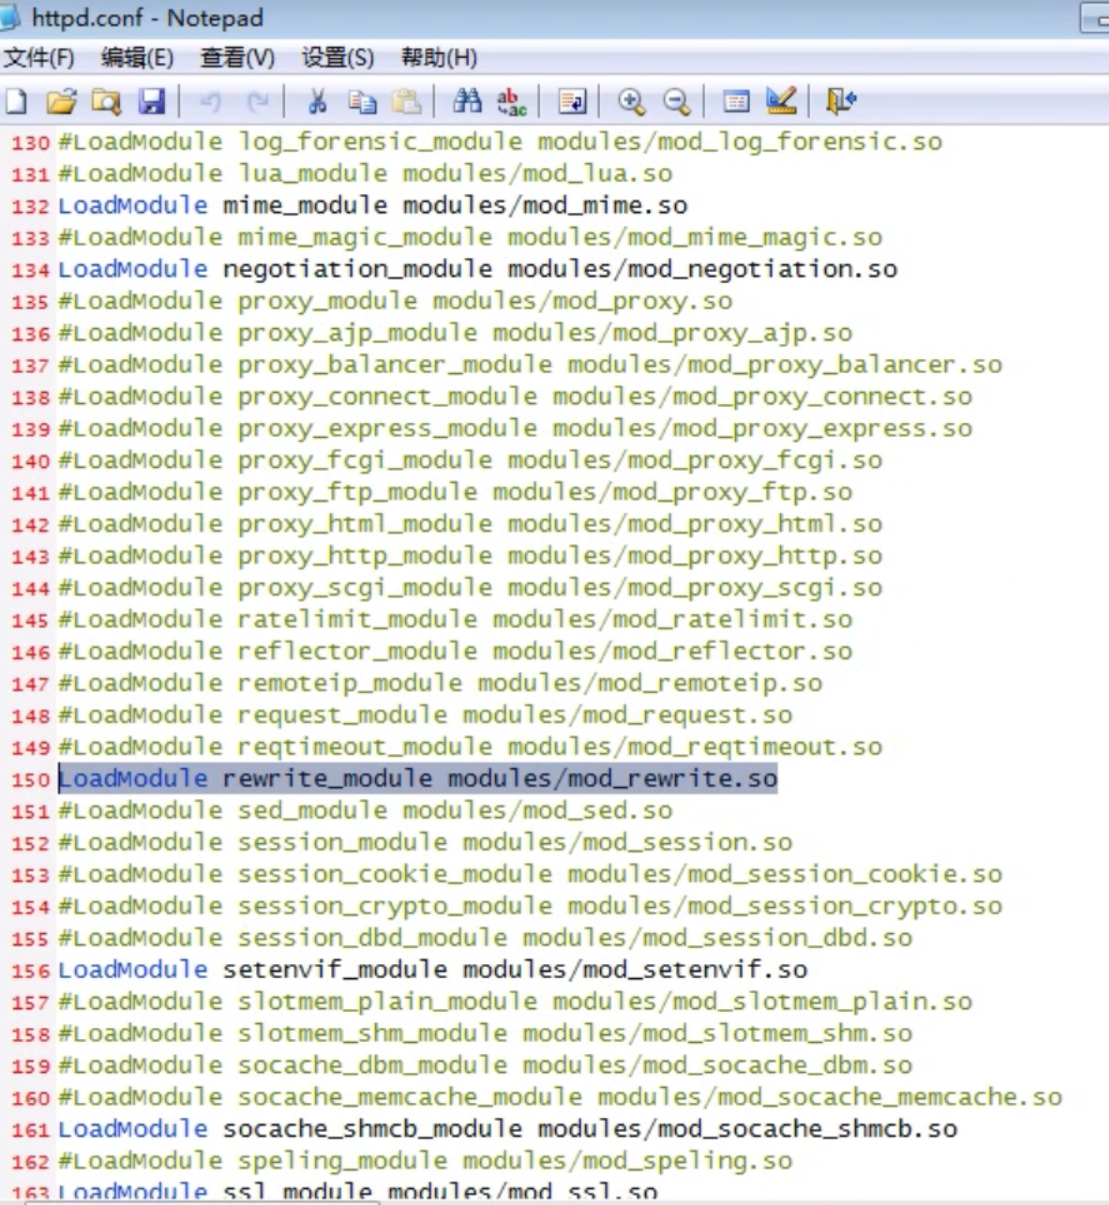 httpd.conf - Notepad
文件(F) 编辑(E) 查看(V) 设置(S) 帮助(H)
130 #LoadModule log_forensic_module modules/mod_log_forensic.so
131 #LoadModule lua_module modules/mod_lua.so
132 LoadModule mime_module modules/mod_mime.so
133 #LoadModule mime_magic_module modules/mod_mime_magic.so
134 LoadModule negotiation_module modules/mod_negotiation.so
135 #LoadModule proxy_module modules/mod_proxy.so
136 #LoadModule proxy_ajp_module modules/mod_proxy_ajp.so
137 #LoadModule proxy_balancer_module modules/mod_proxy_balancer.so
138 #LoadModule proxy_connect_module modules/mod_proxy_connect.so
139 #LoadModule proxy_express_module modules/mod_proxy_express.so
140 #LoadModule proxy_fcgi_module modules/mod_proxy_fcgi.so
141 #LoadModule proxy_ftp_module modules/mod_proxy_ftp.so
142 #LoadModule proxy_html_module modules/mod_proxy_html.so
143 #LoadModule proxy_http_module modules/mod_proxy_http.so
144 #LoadModule proxy_scgi_module modules/mod_proxy_scgi.so
145 #LoadModule ratelimit_module modules/mod_ratelimit.so
146 #LoadModule reflector_module modules/mod_reflector.so
147 #LoadModule remoteip_module modules/mod_remoteip.so
148 #LoadModule request_module modules/mod_request.so
149 #LoadModule reqtimeout_module modules/mod_reqtimeout.so
150 LoadModule rewrite_module modules/mod_rewrite.so
151 #LoadModule sed_module modules/mod_sed.so
152 #LoadModule session_module modules/mod_session.so
153 #LoadModule session_cookie_module modules/mod_session_cookie.so
154 #LoadModule session_crypto_module modules/mod_session_crypto.so
155 #LoadModule session_dbd_module modules/mod_session_dbd.so
156 LoadModule setenvif_module modules/mod_setenvif.so
157 #LoadModule slotmem_plain_module modules/mod_slotmem_plain.so
158 #LoadModule slotmem_shm_module modules/mod_slotmem_shm.so
159 #LoadModule socache_dbm_module modules/mod_socache_dbm.so
160 #LoadModule socache_memcache_module modules/mod_socache_memcache.so
161 LoadModule socache_shmcb_module modules/mod_socache_shmcb.so
162 #LoadModule speling_module modules/mod_speling.so
163 LoadModule ssl_module modules/mod_ssl.so